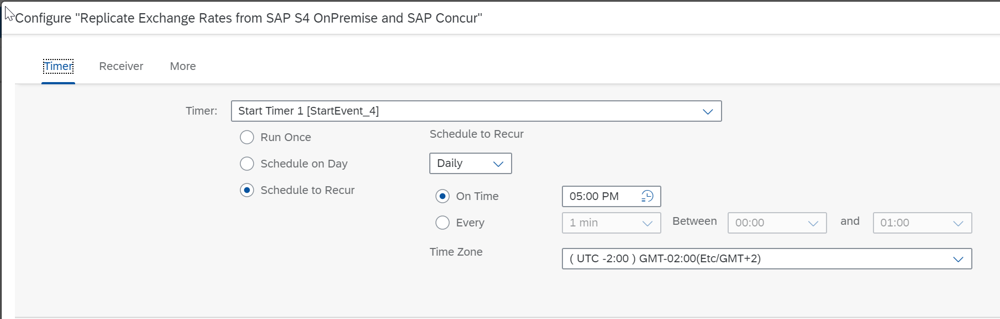 Configure "Replicate Exchange Rates from SAP S4 OnPremise and SAP Concur"
Timer Receiver More
Timer: Start Timer 1 [StartEvent_4]
Run Once
Schedule on Day
Schedule to Recur
Schedule to Recur
Daily
On Time 05:00 PM
Every 1 min Between 00:00 and 01:00
Time Zone ( UTC -2:00 ) GMT-02:00(Etc/GMT+2)